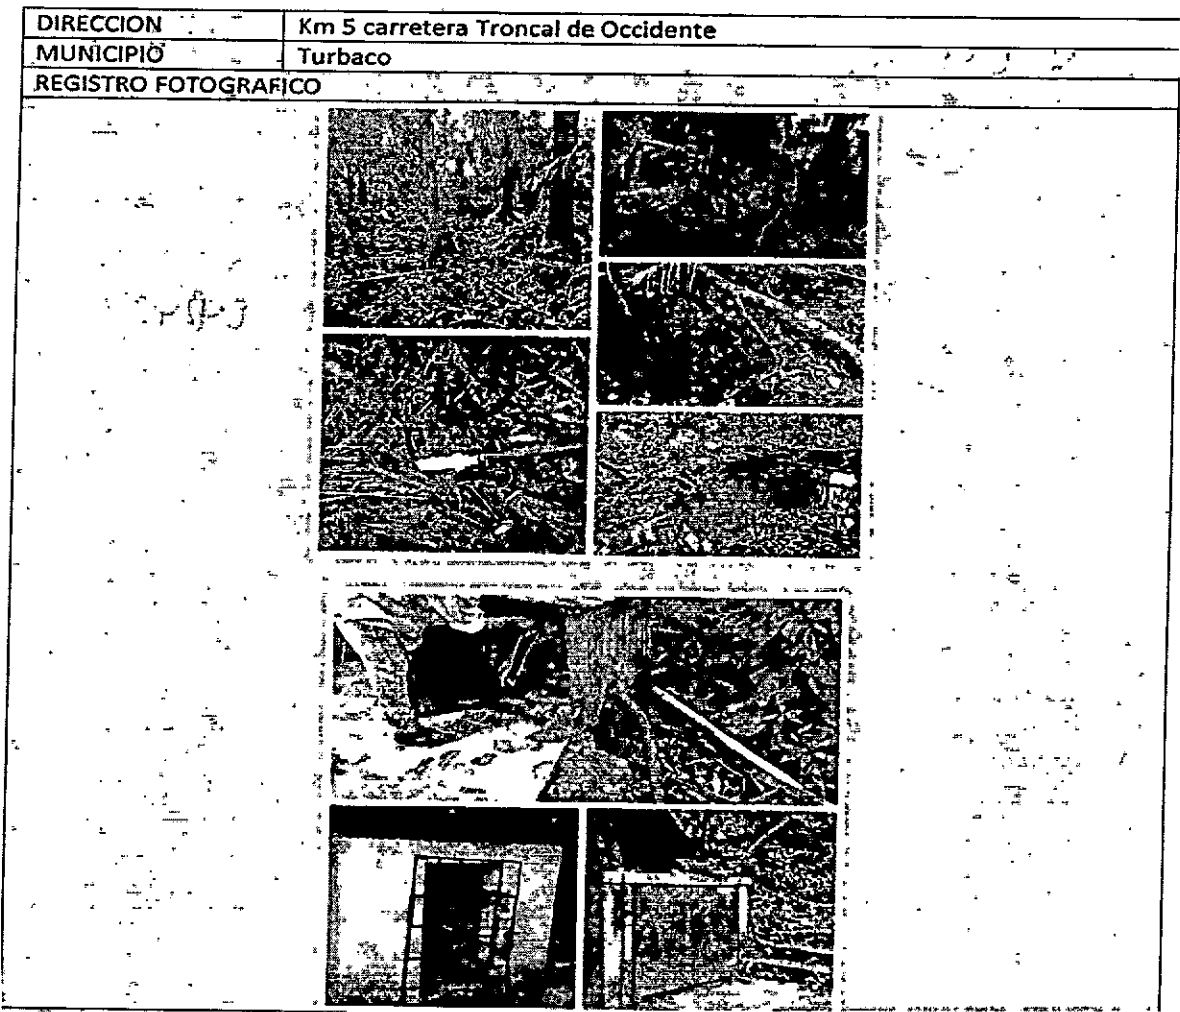 DIRECCION Km 5 carretera Troncal de Occidente
MUNICIPIO Turbaco
REGISTRO FOTOGRAFICO